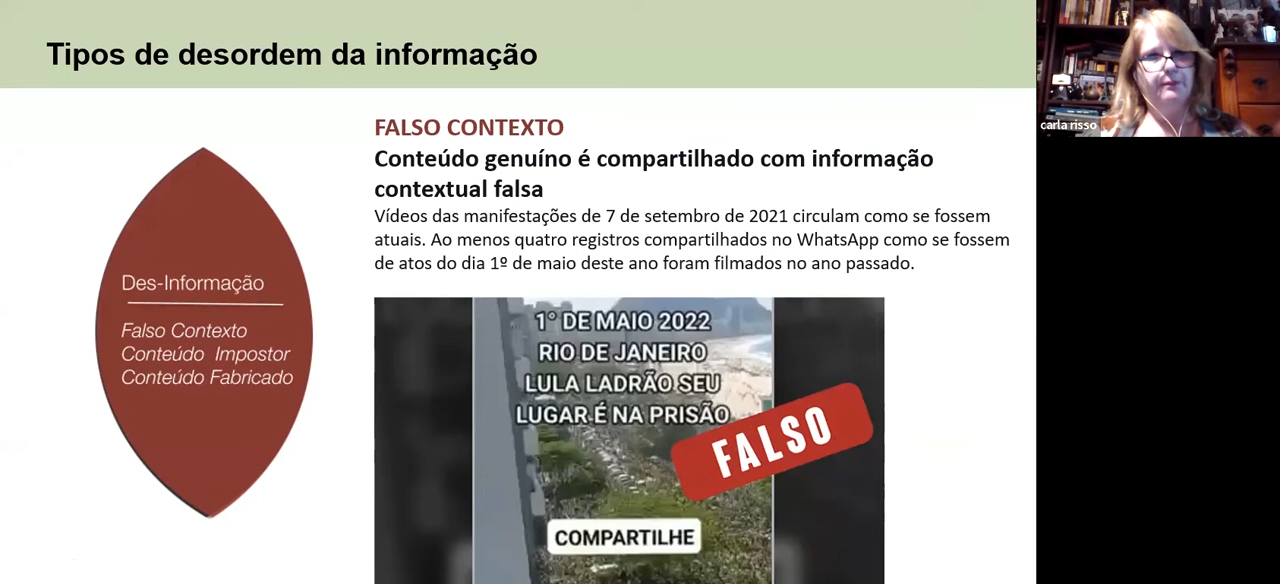 Tipos de desordem da informação
carla risso
FALSO CONTEXTO
Conteúdo genuíno é compartilhado com informação
contextual falsa
Vídeos das manifestações de 7 de setembro de 2021 circulam como se fossem
atuais. Ao menos quatro registros compartilhados no WhatsApp como se fossem
de atos do dia 1º de maio deste ano foram filmados no ano passado.
Des-Informação
Falso Contexto
Conteúdo Impostor
Conteúdo Fabricado
1° DE MAIO 2022
RIO DE JANEIRO
LULA LADRÃO SEU
LUGAR É NA PRISÃO
FALSO
COMPARTILHE